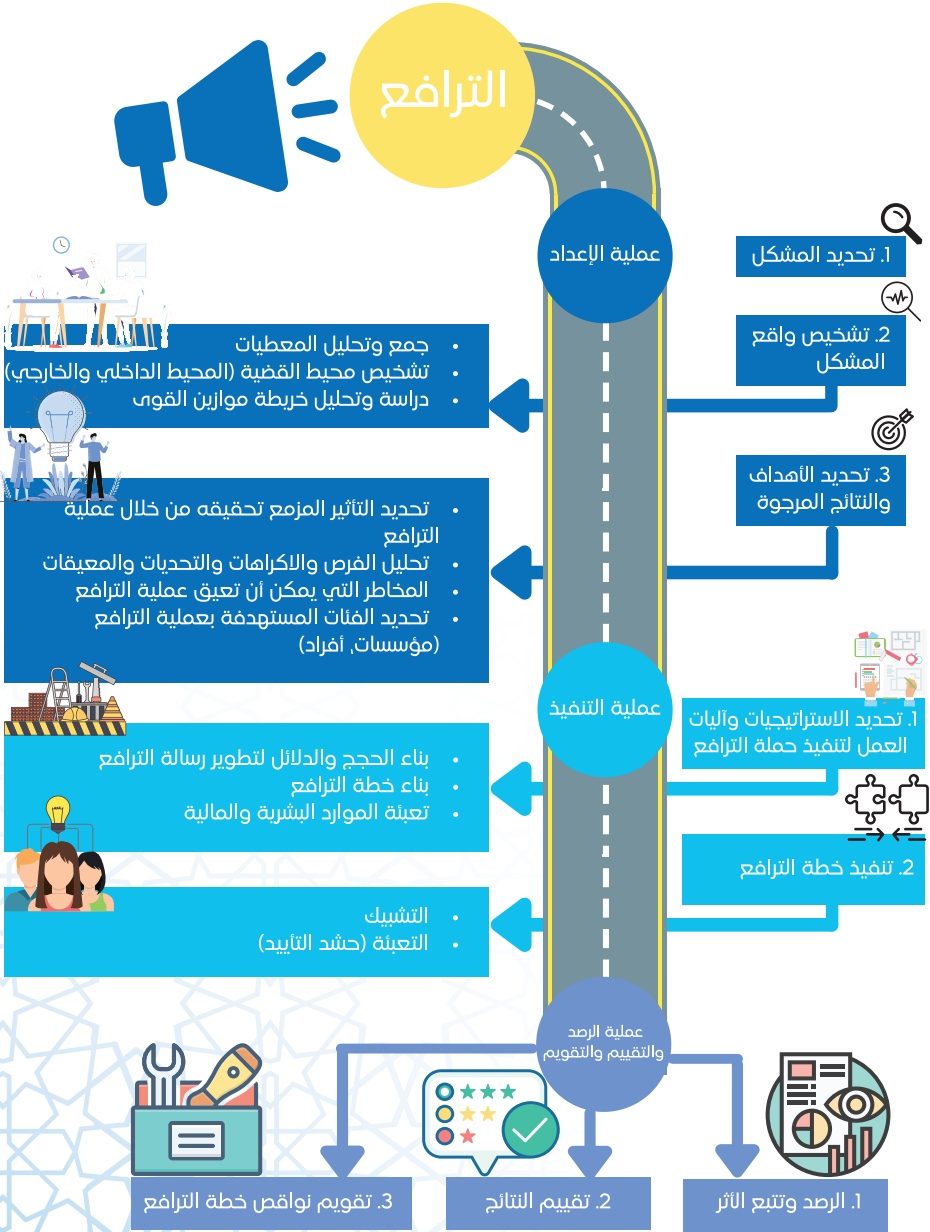 الترافع
عملية الإعداد
1. تحديد المشكل
2. تشخيص واقع
المشكل
• جمع وتحليل المعطيات
• تشخيص محيط القضية (المحيط الداخلي والخارجي)
• دراسة وتحليل خريطة موازين القوى
3. تحديد الأهداف
والنتائج المرجوة
• تحديد التأثير المزمع تحقيقه من خلال عملية
الترافع
• تحليل الفرص والاكراهات والتحديات والمعيقات
• المخاطر التي يمكن أن تعيق عملية الترافع
• تحديد الفئات المستهدفة بعملية الترافع
(مؤسسات, أفراد)
عملية التنفيذ
1. تحديد الاستراتيجيات وآليات
العمل لتنفيذ حملة الترافع
• بناء الحجج والدلائل لتطوير رسالة الترافع
• بناء خطة الترافع
• تعبئة الموارد البشرية والمالية
2. تنفيذ خطة الترافع
• التشبيك
• التعبئة (حشد التأييد)
عملية الرصد
والتقييم والتقويم
1. الرصد وتتبع الأثر
2. تقييم النتائج
3. تقويم نواقص خطة الترافع